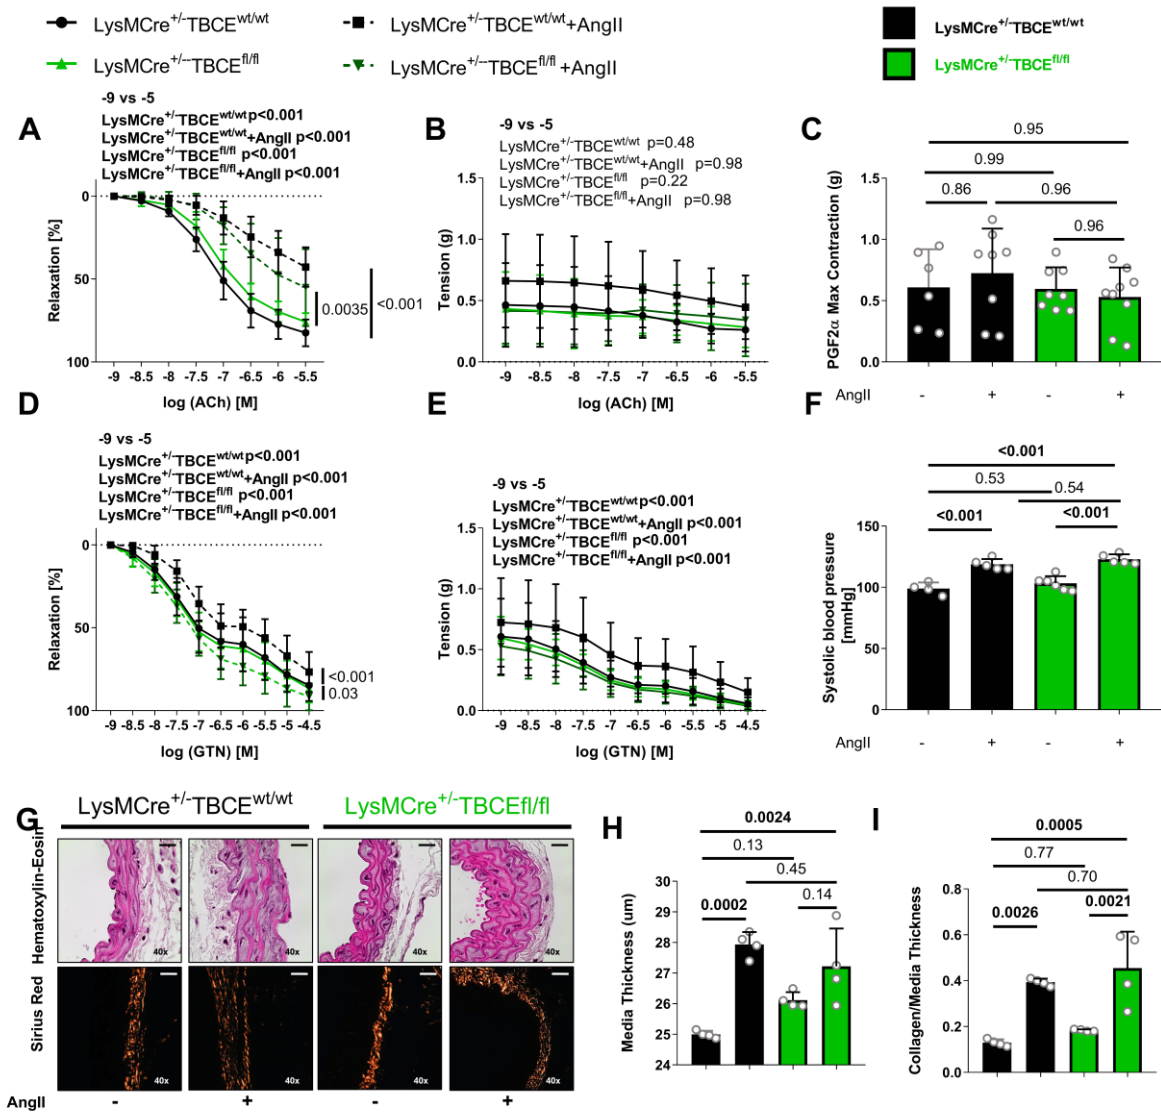 LysMCre+/-TBCEwt/wt
LysMCre+/-TBCEwt/wt+AngII
LysMCre+/--TBCEfl/fl
LysMCre+/--TBCEfl/fl+AngII
LysMCre+/-TBCEwt/wt
LysMCre+/-TBCEfl/fl
A
-9 vs -5
LysMCre+/-TBCEwt/wt p<0.001
LysMCre+/-TBCEwt/wt+AngII p<0.001
LysMCre+/-TBCEfl/fl p<0.001
LysMCre+/-TBCEfl/fl+AngII p<0.001
Relaxation [%]
0
50
100
0.0035
<0.001
-9 -8.5 -8 -7.5 -7 -6.5 -6 -5.5
log (ACh) [M]
B
-9 vs -5
LysMCre+/-TBCEwt/wt p=0.48
LysMCre+/-TBCEwt/wt+AngII p=0.98
LysMCre+/-TBCEfl/fl p=0.22
LysMCre+/-TBCEfl/fl+AngII p=0.98
Tension (g)
1.5
1.0
0.5
0.0
-9 -8.5 -8 -7.5 -7 -6.5 -6 -5.5
log (ACh) [M]
C
0.95
0.99
0.86
0.96
0.96
PGF2α Max Contraction (g)
1.5
1.0
0.5
0.0
AngII - + - +
D
-9 vs -5
LysMCre+/-TBCEwt/wt p<0.001
LysMCre+/-TBCEwt/wt+AngII p<0.001
LysMCre+/-TBCEfl/fl p<0.001
LysMCre+/-TBCEfl/fl+AngII p<0.001
Relaxation [%]
0
50
100
<0.001
0.03
-9 -8.5 -8 -7.5 -7 -6.5 -6 -5.5 -5 -4.5
log (GTN) [M]
E
-9 vs -5
LysMCre+/-TBCEwt/wt p<0.001
LysMCre+/-TBCEwt/wt+AngII p<0.001
LysMCre+/-TBCEfl/fl p<0.001
LysMCre+/-TBCEfl/fl+AngII p<0.001
Tension (g)
1.5
1.0
0.5
0.0
-9 -8.5 -8 -7.5 -7 -6.5 -6 -5.5 -5 -4.5
log (GTN) [M]
F
<0.001
0.53
0.54
<0.001
<0.001
Systolic blood pressure
[mmHg]
150
100
50
0
AngII - + - +
G
LysMCre+/-TBCEwt/wt
LysMCre+/-TBCEfl/fl
Hematoxylin-Eosin
40x 40x 40x 40x
Sirius Red
40x 40x 40x 40x
AngII - + - +
H
0.0024
0.13
0.45
0.0002
0.14
Media Thickness (um)
30
29
28
27
26
25
24
I
0.0005
0.77
0.70
0.0026
0.0021
Collagen/Media Thickness
0.8
0.6
0.4
0.2
0.0